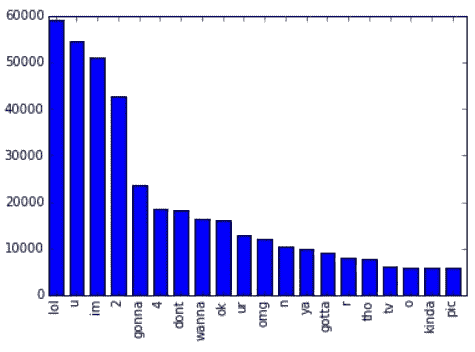 60000
50000
40000
30000
20000
10000
0
lol
u
im
2
gonna
4
dont
wanna
ok
ur
omg
n
ya
gotta
r
tho
tv
o
kinda
pic